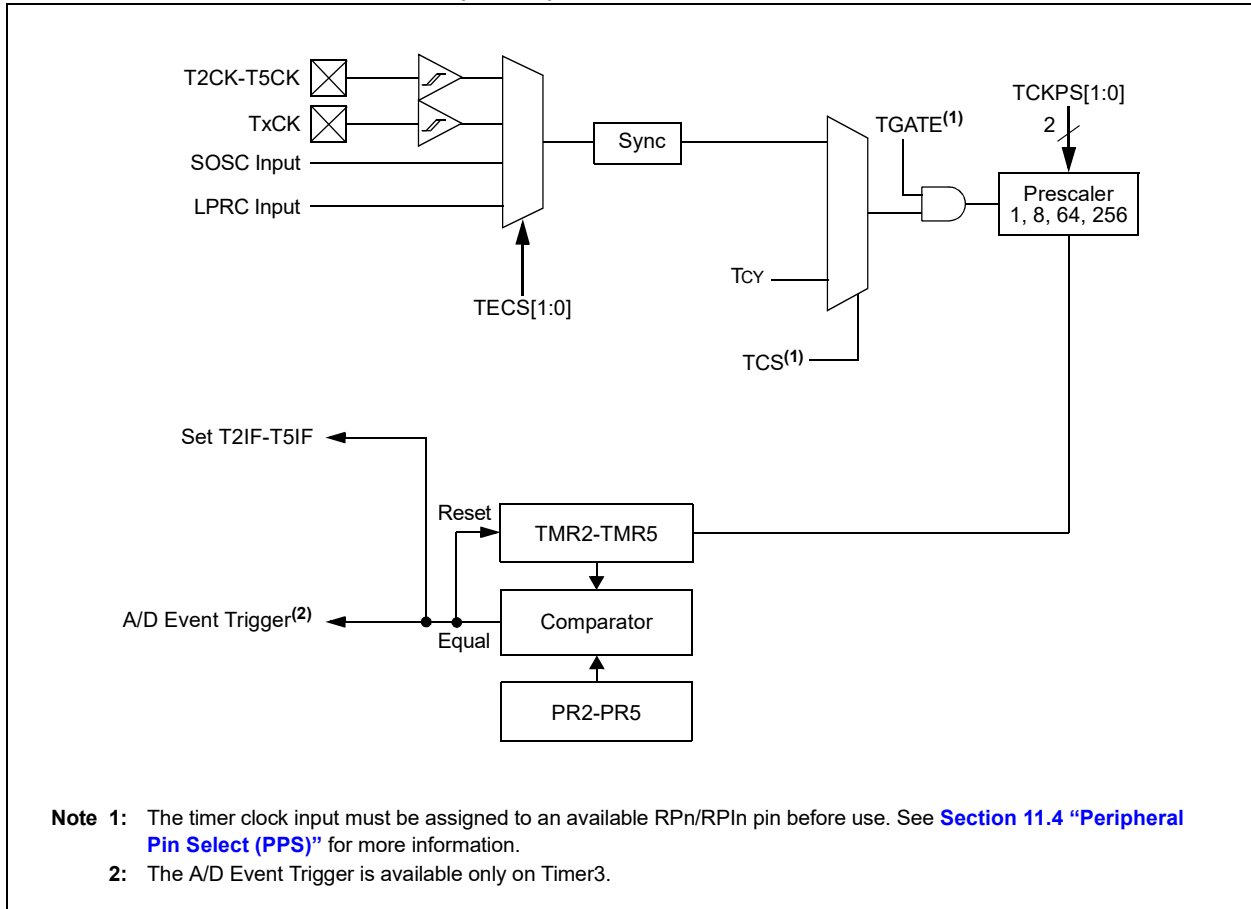 T2CK-T5CK
TxCK
SOSC Input
LPRC Input
TECS[1:0]
Sync
TGATE(1)
TCY
TCS(1)
TCKPS[1:0]
2
Prescaler
1, 8, 64, 256
Set T2IF-T5IF
Reset
TMR2-TMR5
A/D Event Trigger(2)
Equal
Comparator
PR2-PR5
Note 1: The timer clock input must be assigned to an available RPn/RPIn pin before use. See Section 11.4 “Peripheral
Pin Select (PPS)” for more information.
2: The A/D Event Trigger is available only on Timer3.